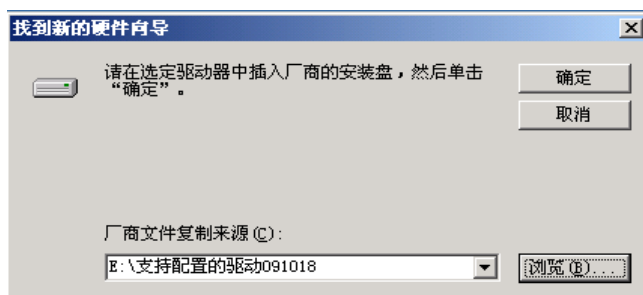 找到新的硬件向导
请在选定驱动器中插入厂商的安装盘，然后单击
“确定”。
确定
取消
厂商文件复制来源(C):
E:\支持配置的驱动091018
浏览(B)...